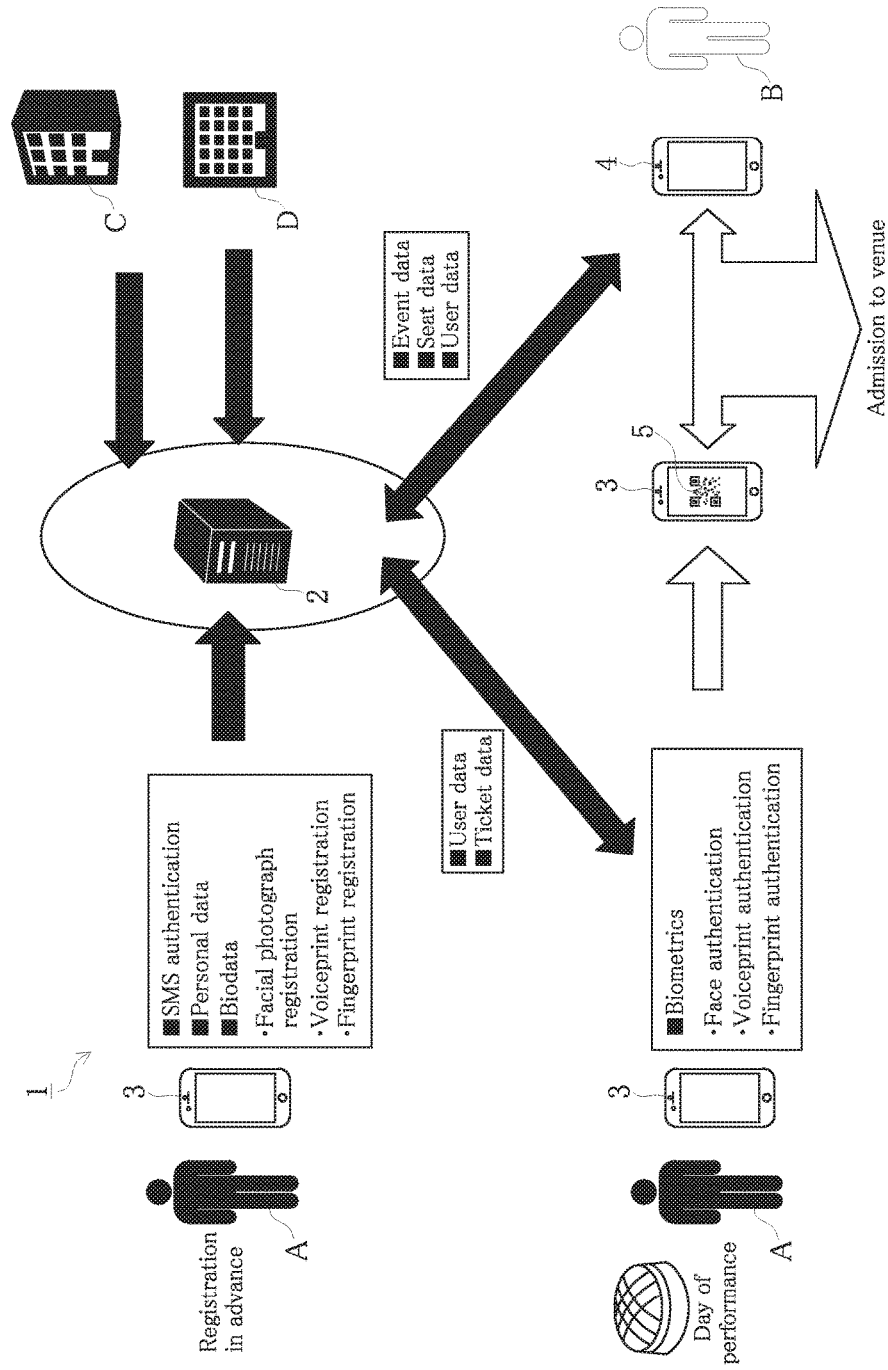 1
Registration
in advance
A
3
■SMS authentication
■Personal data
■Biodata
・Facial photograph
registration
・Voiceprint registration
・Fingerprint registration
2
C
D
■User data
■Ticket data
■Event data
■Seat data
■User data
Day of
performance
A
3
■Biometrics
・Face authentication
・Voiceprint authentication
・Fingerprint authentication
3
5
4
B
Admission to venue